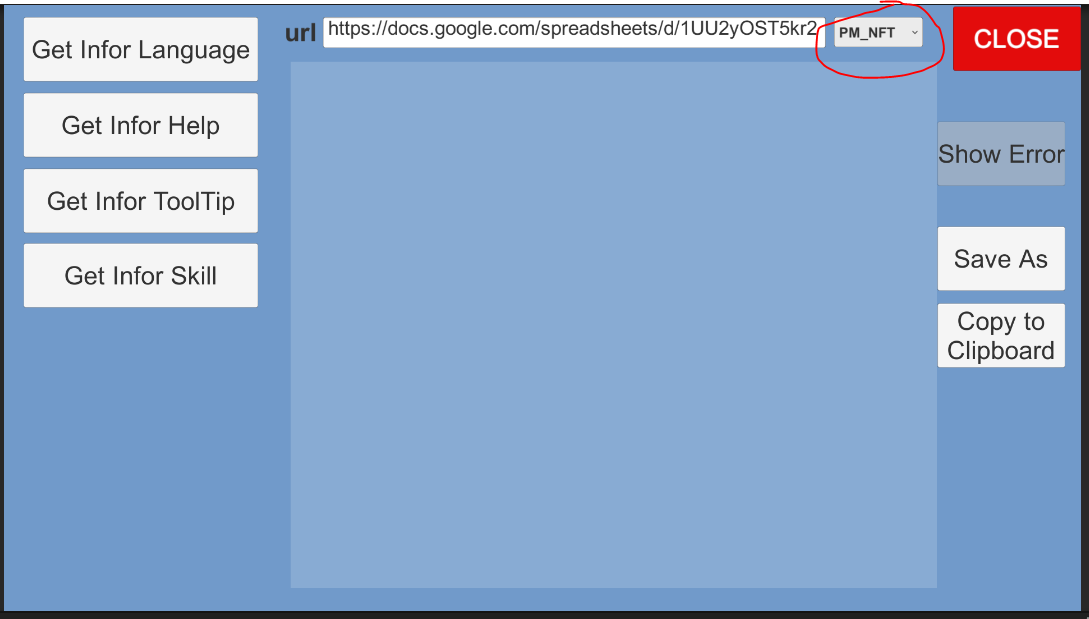 Get Infor Language
Get Infor Help
Get Infor ToolTip
Get Infor Skill
url https://docs.google.com/spreadsheets/d/1UU2yOST5kr2 PM_NFT
CLOSE
Show Error
Save As
Copy to
Clipboard